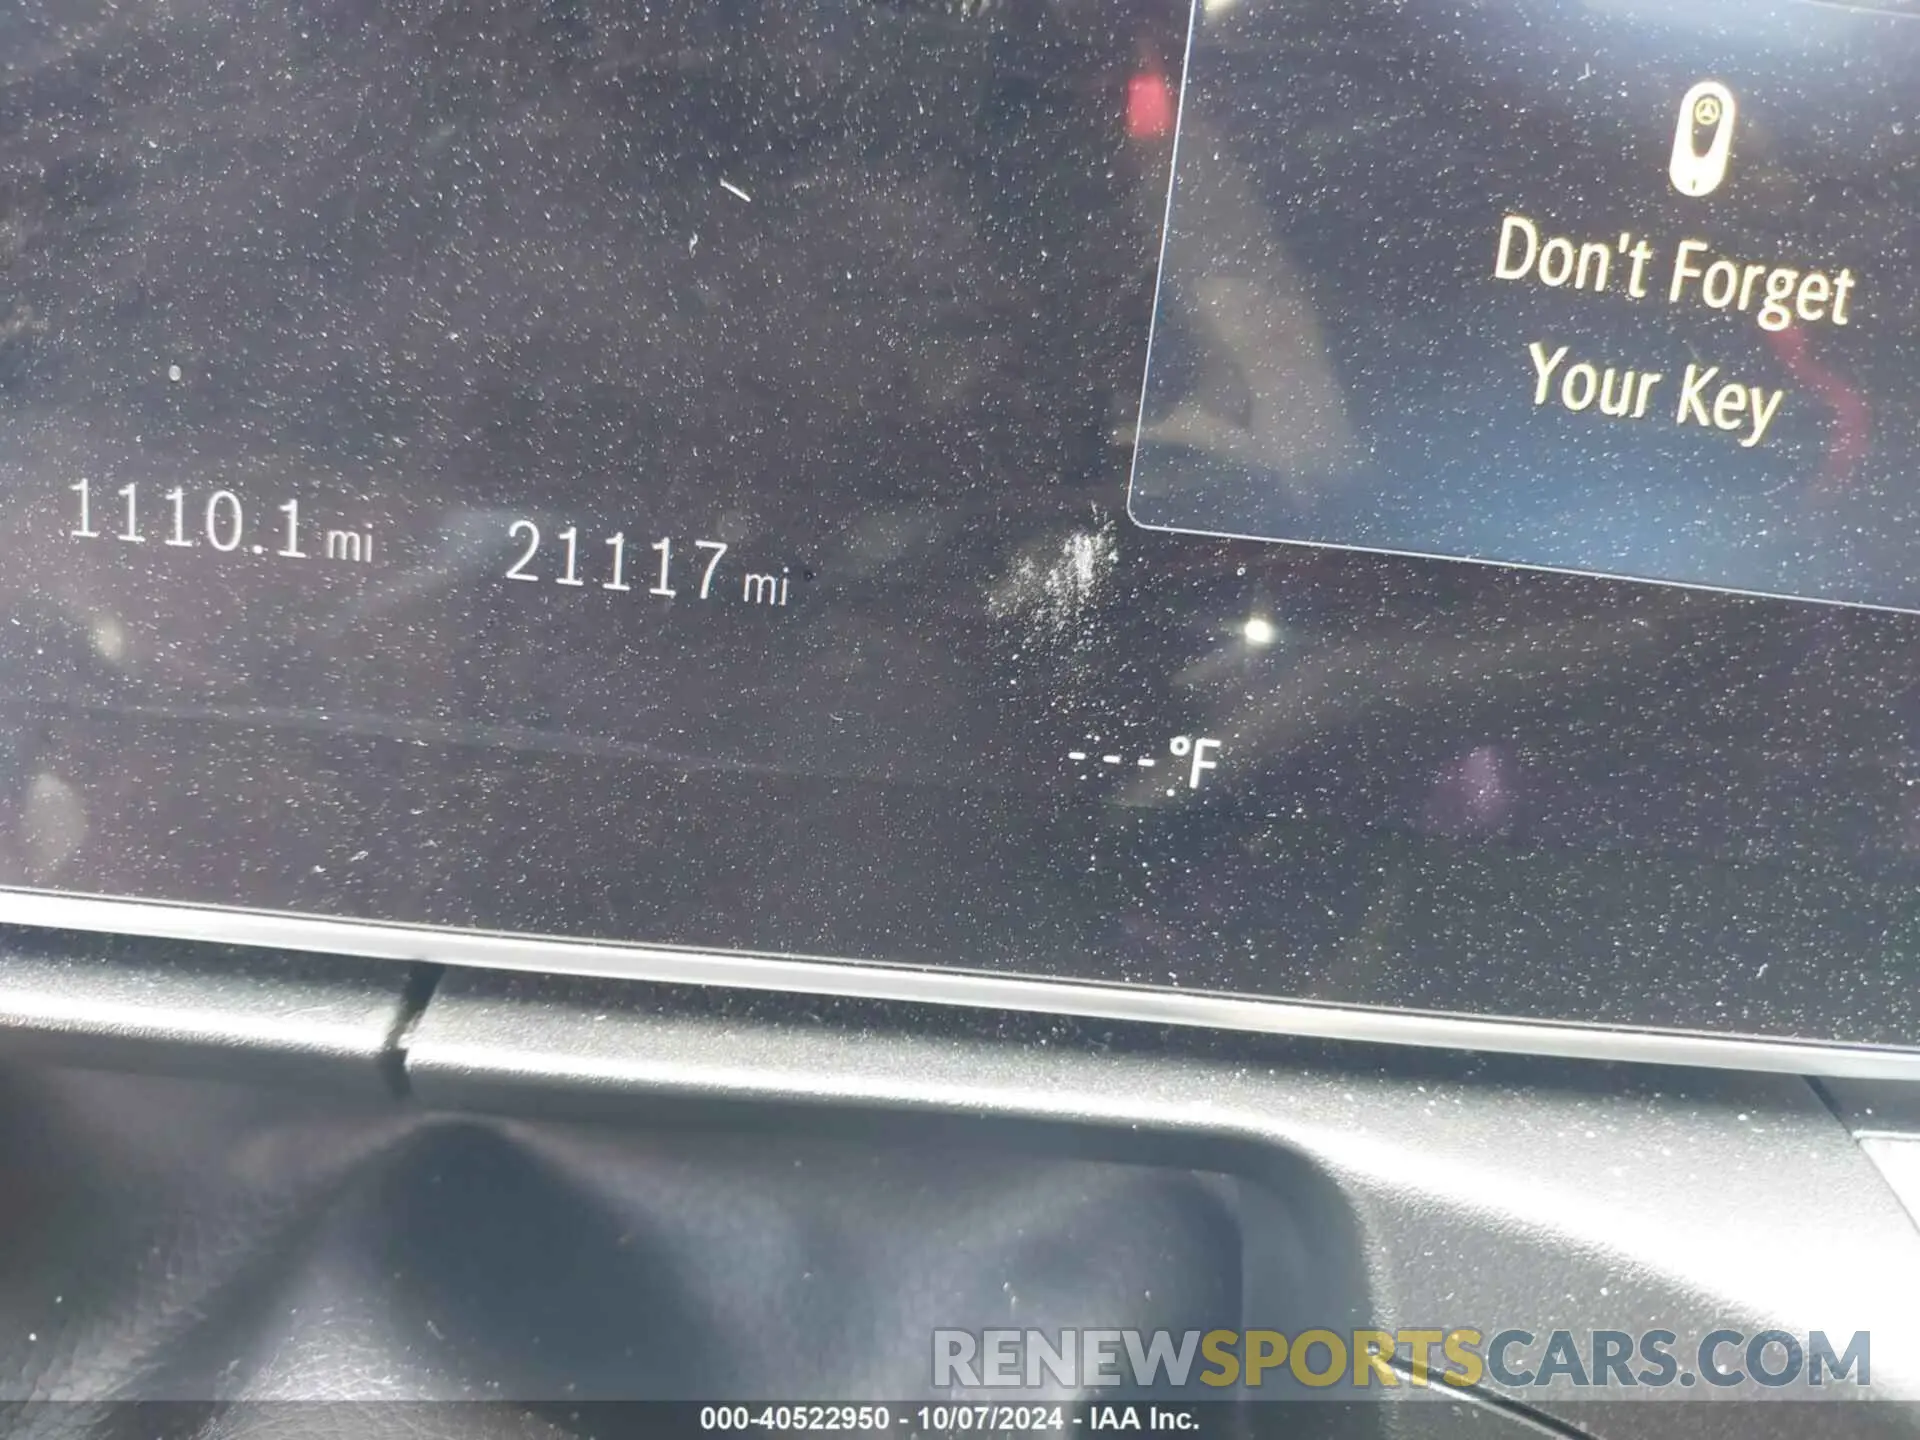 Don't Forget
Your Key
1110.1 mi 21117 mi
---°F
RENEWSPORTSCARS.COM
000-40522950 - 10/07/2024 - IAA Inc.